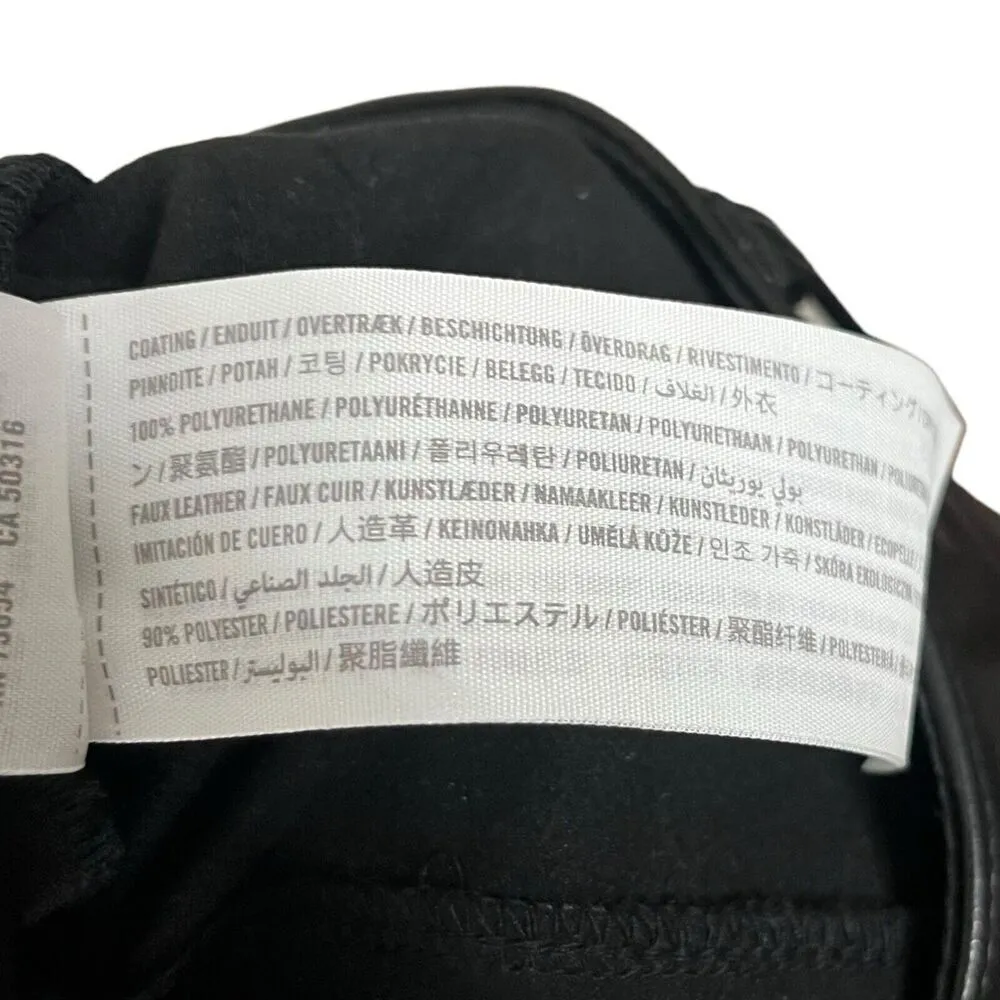 COATING / ENDUIT / OVERTRÆK / BESCHICHTUNG / ÖVERDRAG / RIVESTIMENTO / コーティング
PINNOITE / POTAH / 코팅 / POKRYCIE / BELEGG / TECIDO / الغلاف / 外衣
100% POLYURETHANE / POLYURÉTHANNE / POLYURETAN / POLYURETHAAN / POLYURETHAN /
ン / 聚氨酯 / POLYURETAANI / 폴리우레탄 / POLIURETAN / بولي يوريثان
FAUX LEATHER / FAUX CUIR / KUNSTLÆDER / NAMAAKLEER / KUNSTLEDER / KONSTLÄDER / ECOPELLE /
IMITACIÓN DE CUERO / 人造革 / KEINONAHKA / UMĚLÁ KŮŽE / 인조 가죽 / SKÓRA EKOLOGICZNA
SINTÉTICO / الجلد الصناعي / 人造皮
90% POLYESTER / POLIESTERE / ポリエステル / POLIÉSTER / 聚酯纤维 / POLYESTERIÄ /
POLIESTER / البوليستر / 聚脂纖維
CA 50316